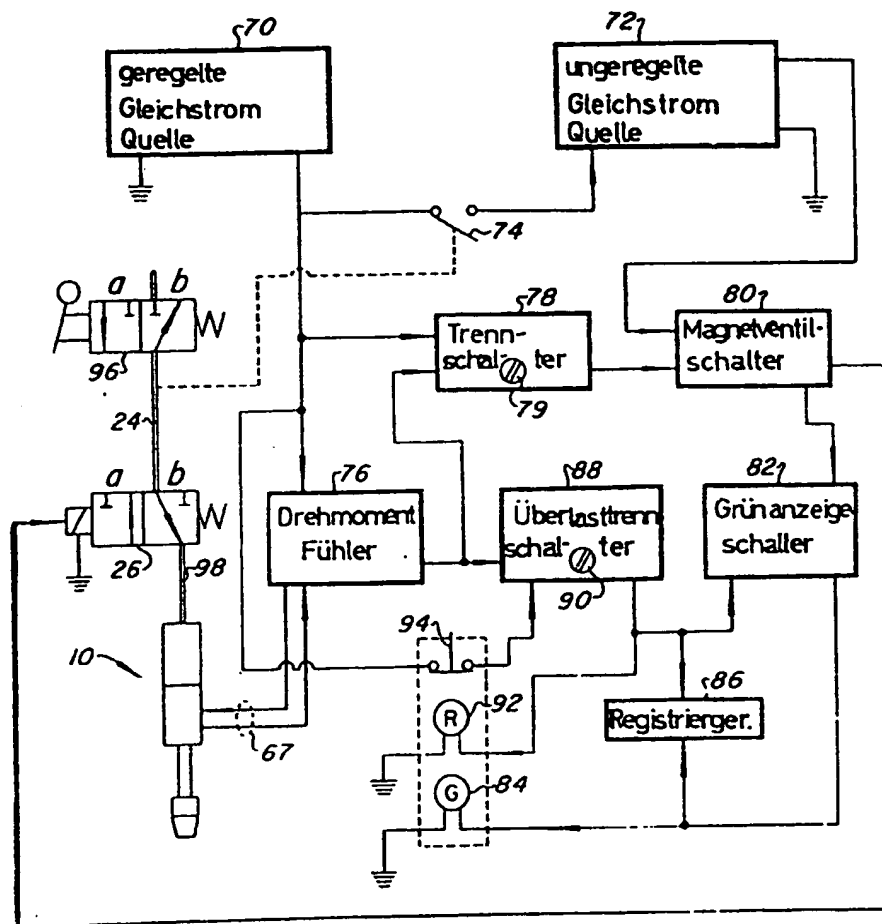 70
geregelte
Gleichstrom
Quelle
72
ungeregelte
Gleichstrom
Quelle
74
a b
96
24
78
Trenn-
schal- ter
79
80
Magnetventil-
schalter
a b
26
98
76
Drehmoment
Fühler
88
Überlasttrenn
schal- ter
90
82
Grünanzeige
schalter
10
67
94
R
92
G
84
86
Registrierger.